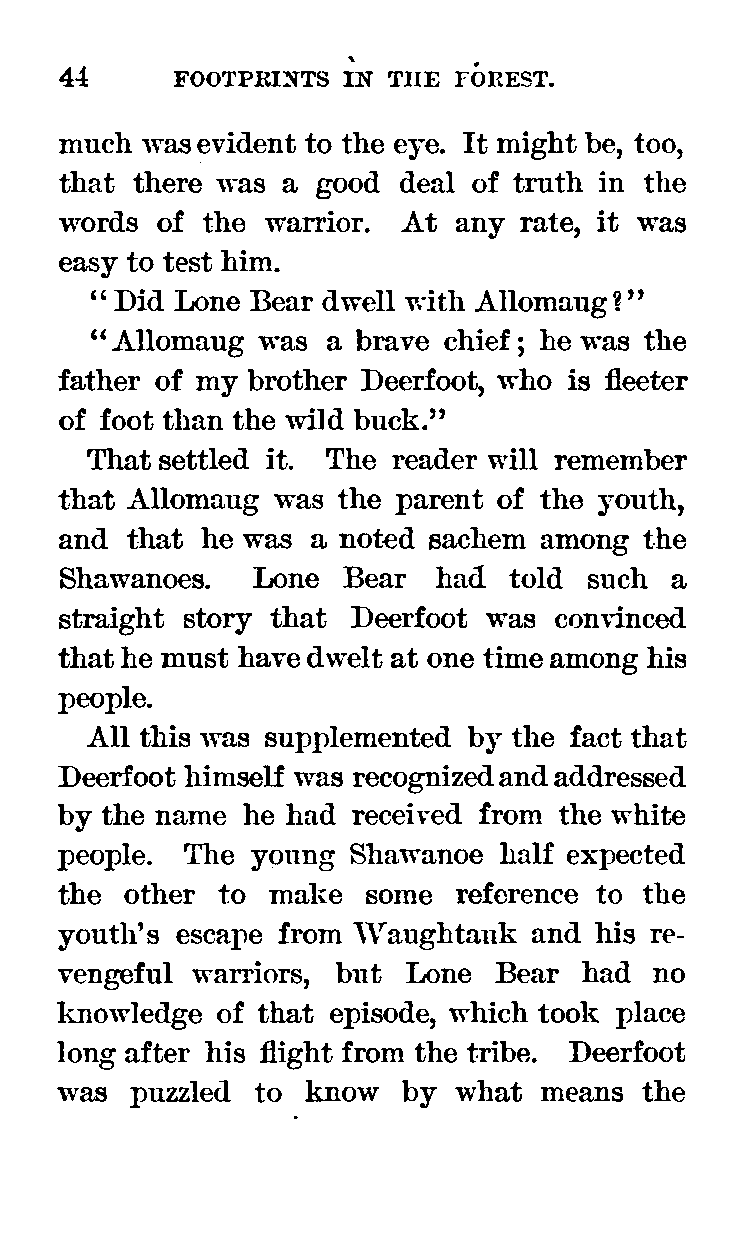 44 FOOTPRINTS IN THE FOREST.
much was evident to the eye. It might be, too,
that there was a good deal of truth in the
words of the warrior. At any rate, it was
easy to test him.
“Did Lone Bear dwell with Allomaug?”
“Allomaug was a brave chief; he was the
father of my brother Deerfoot, who is fleeter
of foot than the wild buck.”
That settled it. The reader will remember
that Allomaug was the parent of the youth,
and that he was a noted sachem among the
Shawanoes. Lone Bear had told such a
straight story that Deerfoot was convinced
that he must have dwelt at one time among his
people.
All this was supplemented by the fact that
Deerfoot himself was recognized and addressed
by the name he had received from the white
people. The young Shawanoe half expected
the other to make some reference to the
youth’s escape from Waughtauk and his re-
vengeful warriors, but Lone Bear had no
knowledge of that episode, which took place
long after his flight from the tribe. Deerfoot
was puzzled to know by what means the